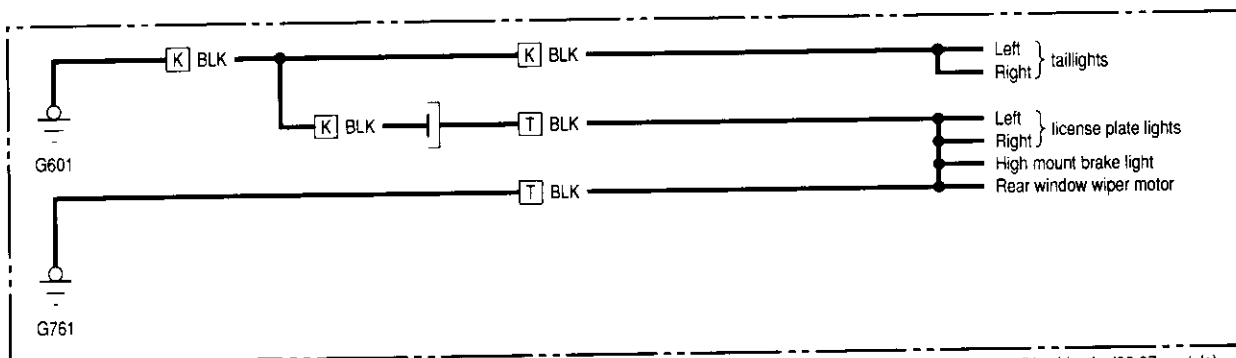 K BLK K BLK Left } taillights
Right
K BLK T BLK Left } license plate lights
Right
High mount brake light
G601
T BLK Rear window wiper motor
G761